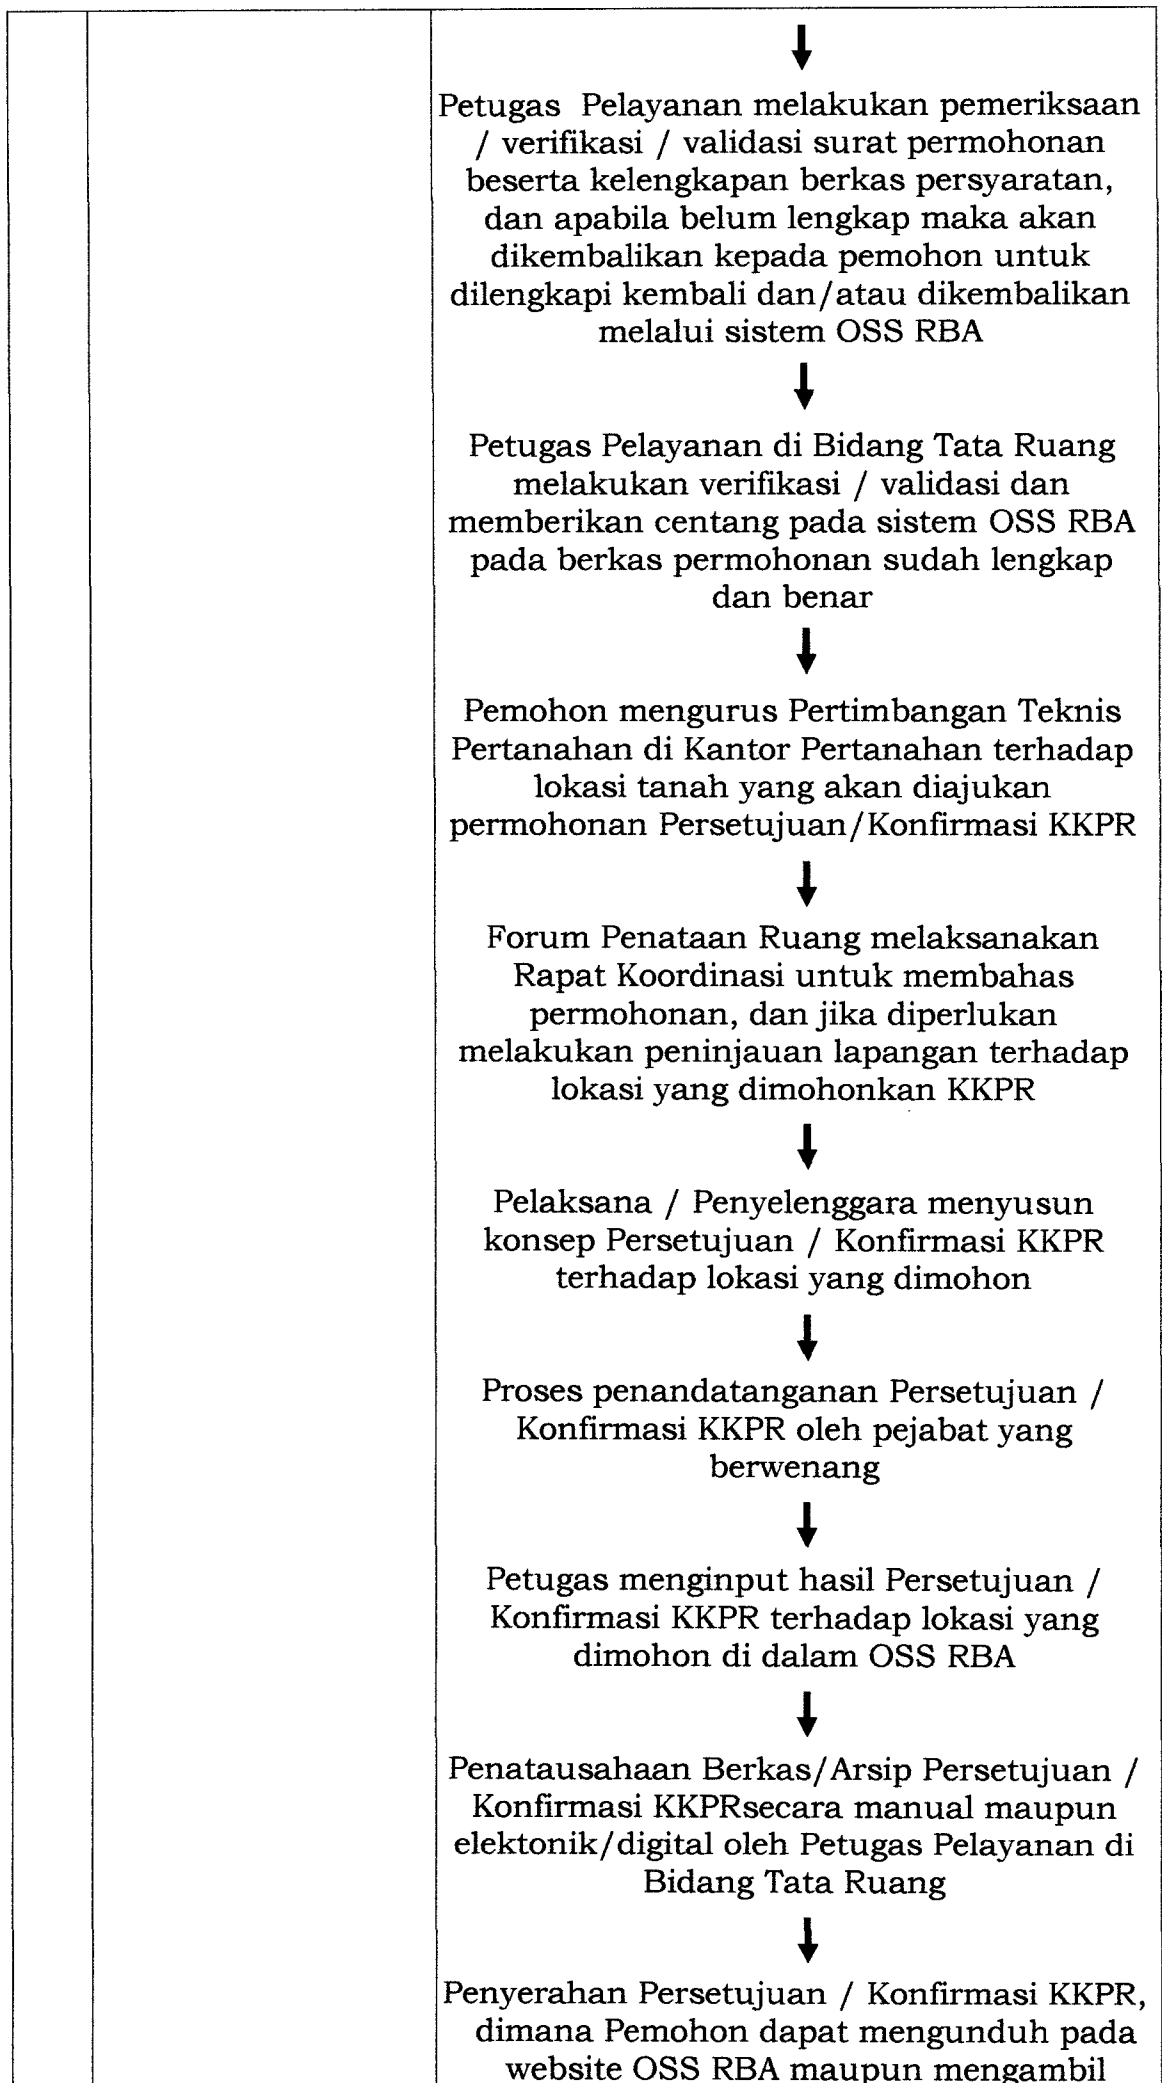 Petugas Pelayanan melakukan pemeriksaan
/ verifikasi / validasi surat permohonan
beserta kelengkapan berkas persyaratan,
dan apabila belum lengkap maka akan
dikembalikan kepada pemohon untuk
dilengkapi kembali dan/atau dikembalikan
melalui sistem OSS RBA
Petugas Pelayanan di Bidang Tata Ruang
melakukan verifikasi / validasi dan
memberikan centang pada sistem OSS RBA
pada berkas permohonan sudah lengkap
dan benar
Pemohon mengurus Pertimbangan Teknis
Pertanahan di Kantor Pertanahan terhadap
lokasi tanah yang akan diajukan
permohonan Persetujuan/Konfirmasi KKPR
Forum Penataan Ruang melaksanakan
Rapat Koordinasi untuk membahas
permohonan, dan jika diperlukan
melakukan peninjauan lapangan terhadap
lokasi yang dimohonkan KKPR
Pelaksana / Penyelenggara menyusun
konsep Persetujuan / Konfirmasi KKPR
terhadap lokasi yang dimohon
Proses penandatanganan Persetujuan /
Konfirmasi KKPR oleh pejabat yang
berwenang
Petugas menginput hasil Persetujuan /
Konfirmasi KKPR terhadap lokasi yang
dimohon di dalam OSS RBA
Penatausahaan Berkas/Arsip Persetujuan /
Konfirmasi KKPRsecara manual maupun
elektonik/digital oleh Petugas Pelayanan di
Bidang Tata Ruang
Penyerahan Persetujuan / Konfirmasi KKPR,
dimana Pemohon dapat mengunduh pada
website OSS RBA maupun mengambil